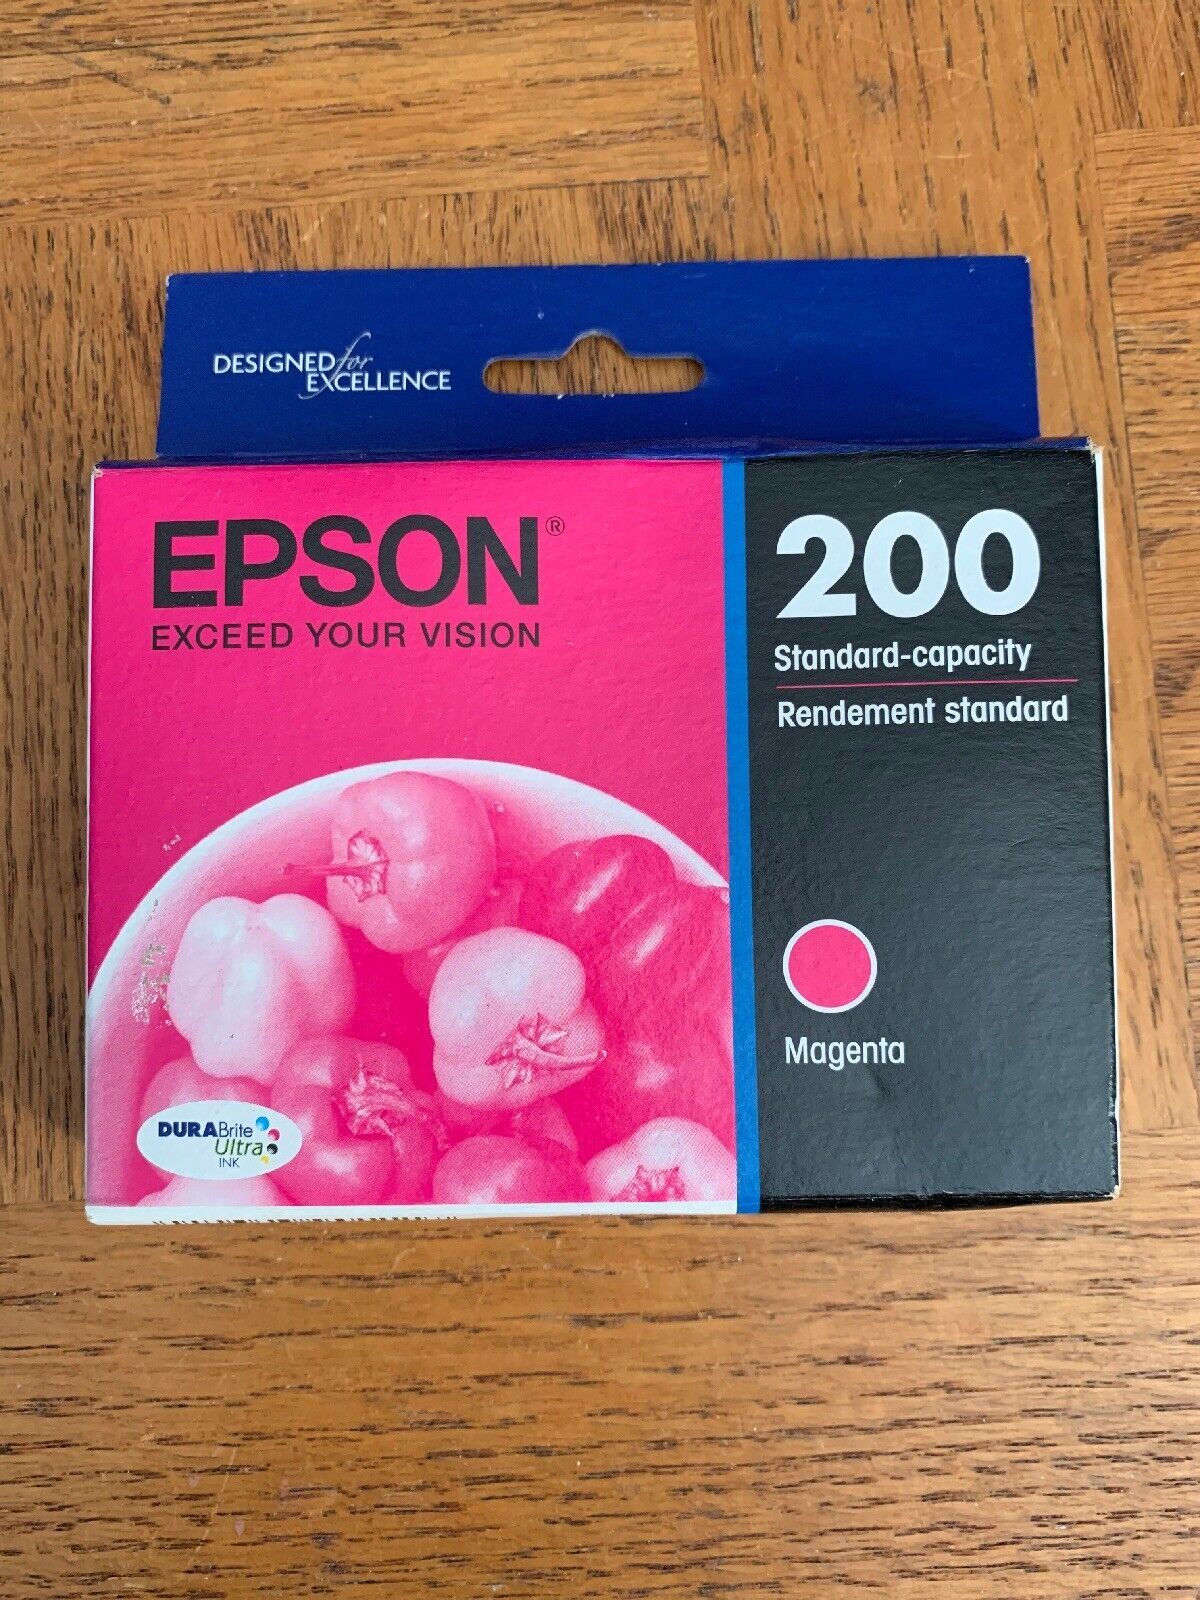 DESIGNED for
EXCELLENCE
EPSON®
EXCEED YOUR VISION
200
Standard-capacity
Rendement standard
Magenta
DURABrite
Ultra
INK